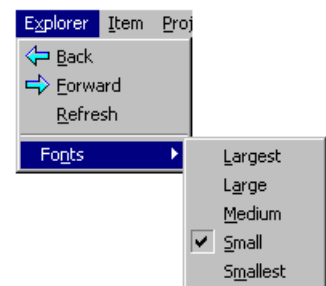 Explorer Item Proj
Back
Forward
Refresh
Fonts
Largest
Large
Medium
Small
Smallest